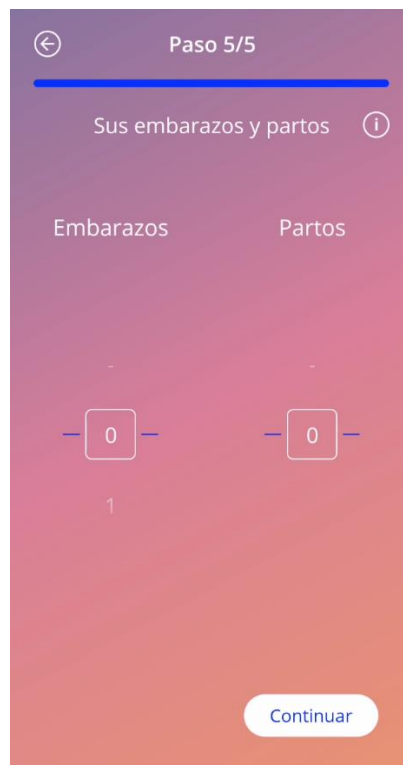 Paso 5/5
Sus embarazos y partos
Embarazos Partos
- -
0 0
1
Continuar